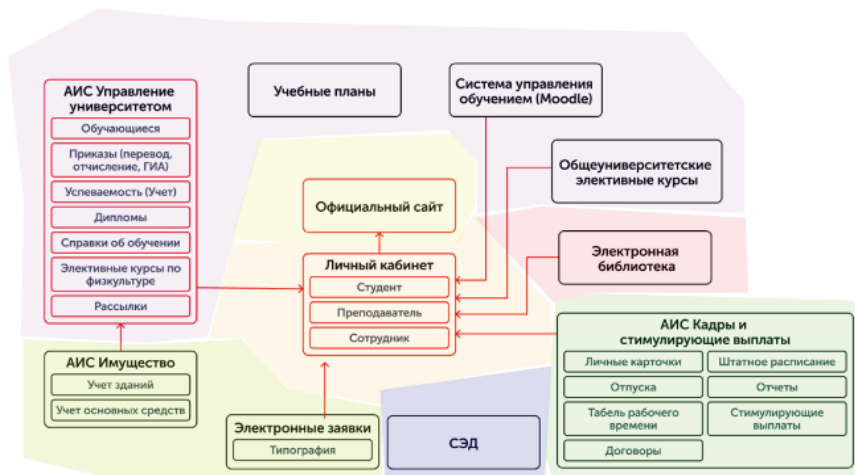 АИС Управление
университетом
Обучающиеся
Приказы (перевод,
отчисление, ГИА)
Успеваемость (Учет)
Дипломы
Справки об обучении
Элективные курсы по
физкультуре
Рассылки
Учебные планы
Система управления
обучением (Moodle)
Общеуниверситетские
элективные курсы
Официальный сайт
Личный кабинет
Студент
Преподаватель
Сотрудник
Электронная
библиотека
АИС Имущество
Учет зданий
Учет основных средств
Электронные заявки
Типография
СЭД
АИС Кадры и
стимулирующие выплаты
Личные карточки
Штатное расписание
Отпуска
Отчеты
Табель рабочего
времени
Стимулирующие
выплаты
Договоры